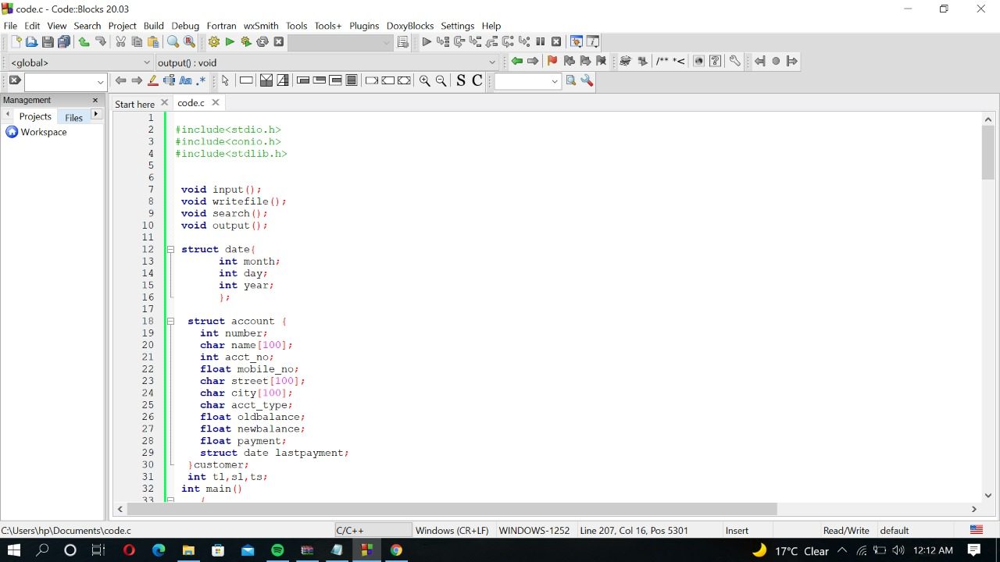 code.c - Code::Blocks 20.03
File Edit View Search Project Build Debug Fortran wxSmith Tools Tools+ Plugins DoxyBlocks Settings Help
<global> output() : void
/** *<
Aa .* S C
Management
Projects Files
Workspace
Start here code.c
1
2 #include<stdio.h>
3 #include<conio.h>
4 #include<stdlib.h>
5
6
7 void input();
8 void writefile();
9 void search();
10 void output();
11
12 struct date{
13 int month;
14 int day;
15 int year;
16 };
17
18 struct account {
19 int number;
20 char name[100];
21 int acct_no;
22 float mobile_no;
23 char street[100];
24 char city[100];
25 char acct_type;
26 float oldbalance;
27 float newbalance;
28 float payment;
29 struct date lastpayment;
30 }customer;
31 int tl,sl,ts;
32 int main()
33 {
C:\Users\hp\Documents\code.c C/C++ Windows (CR+LF) WINDOWS-1252 Line 207, Col 16, Pos 5301 Insert Read/Write default
17°C Clear 12:12 AM